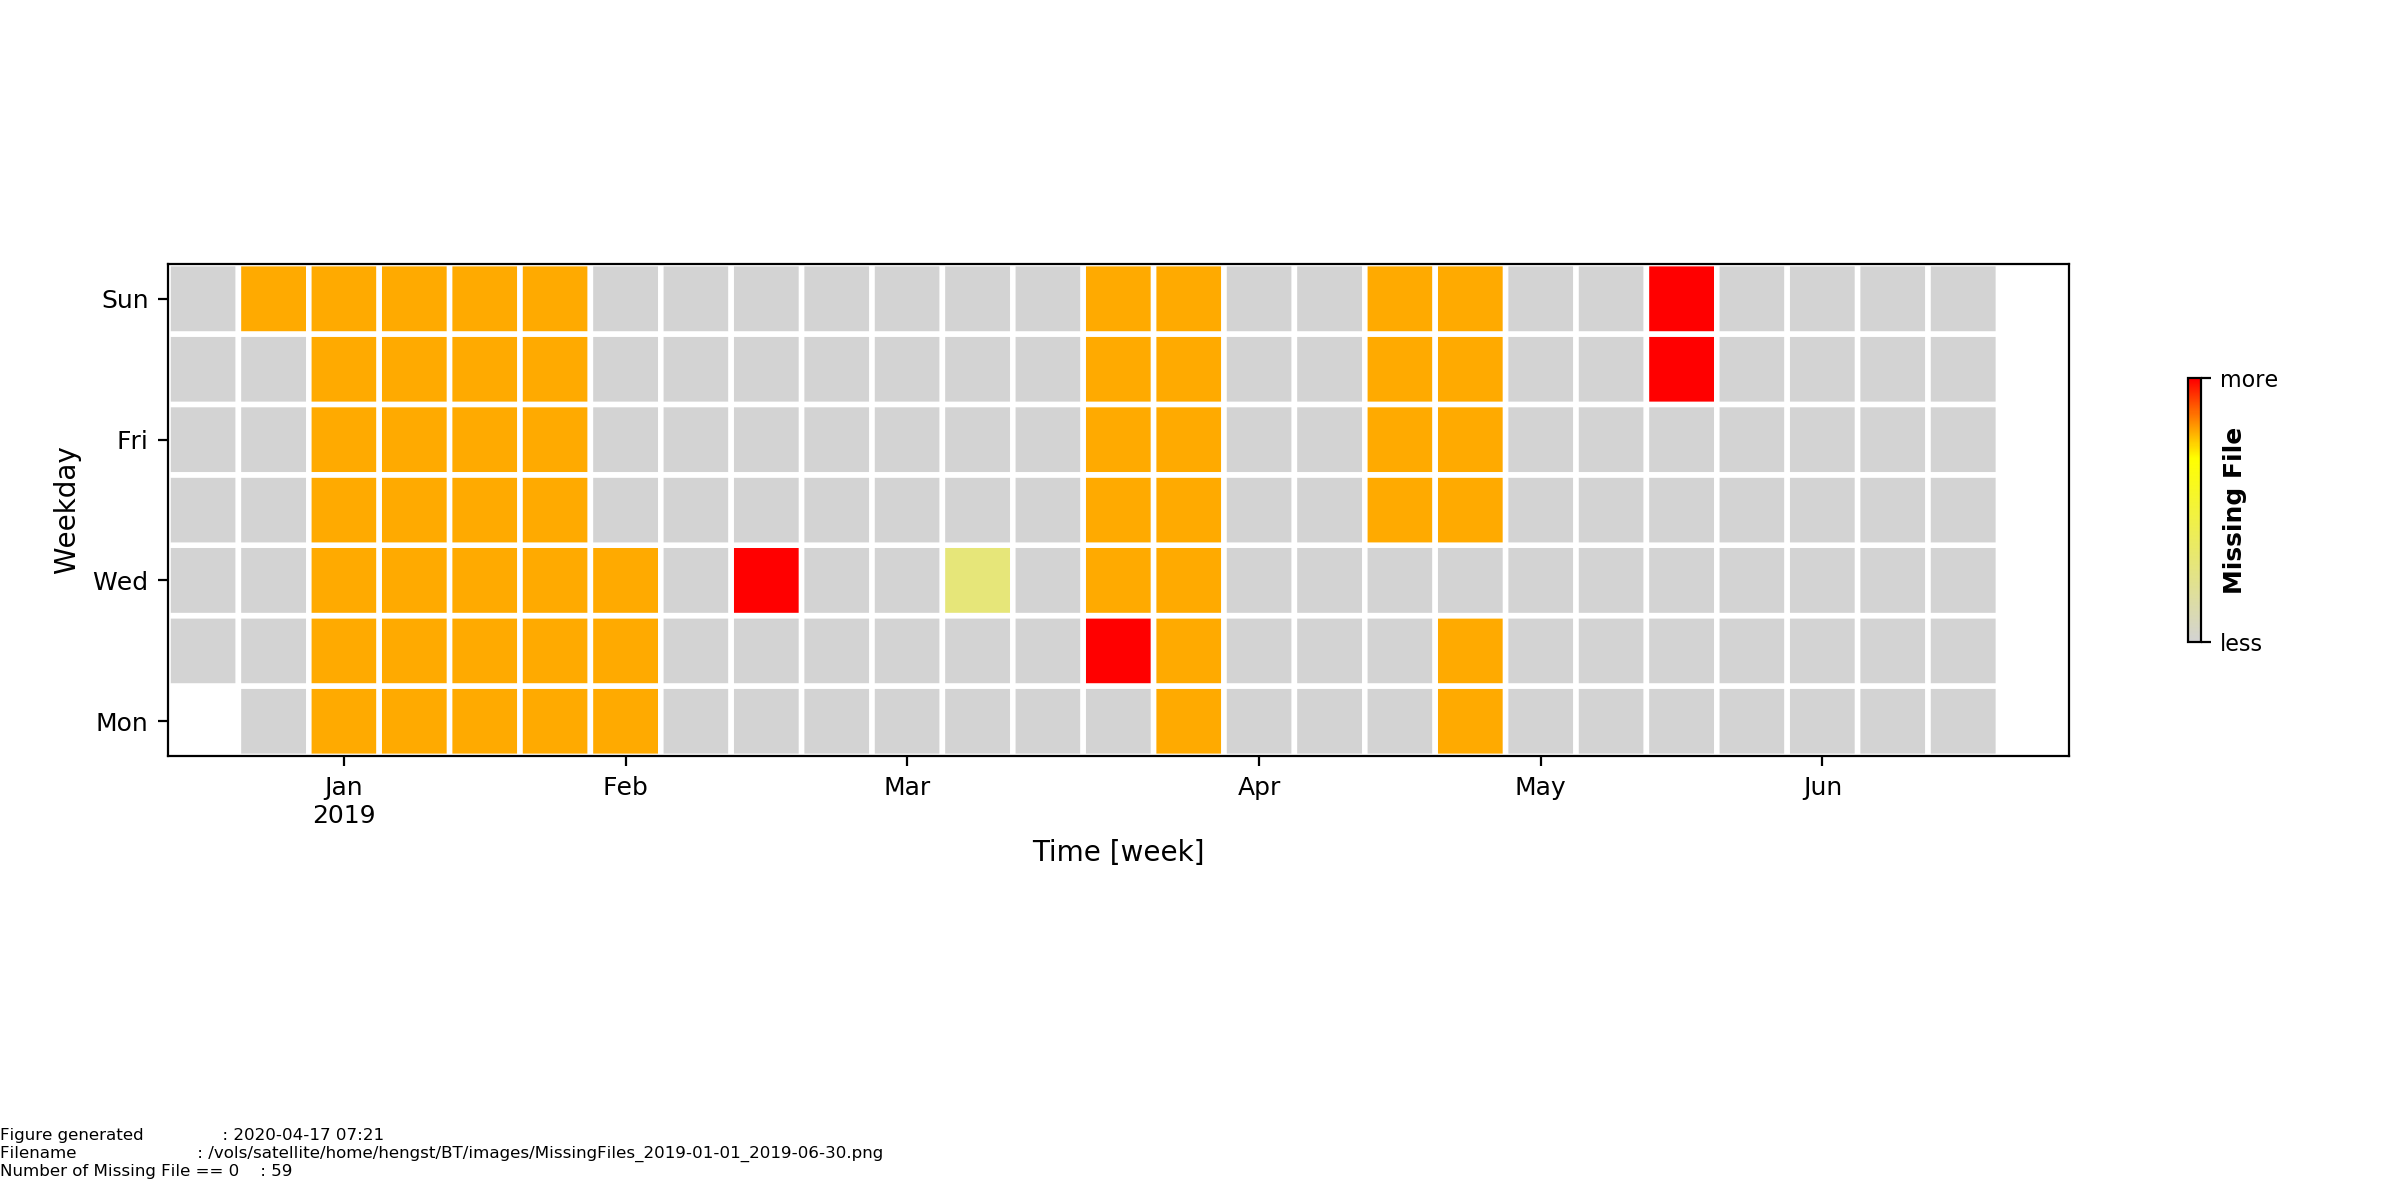 Sun
Fri
Wed
Mon
Weekday
Jan
2019
Feb
Mar
Apr
May
Jun
Time [week]
more
less
Missing File
Figure generated : 2020-04-17 07:21
Filename : /vols/satellite/home/hengst/BT/images/MissingFiles_2019-01-01_2019-06-30.png
Number of Missing File == 0 : 59